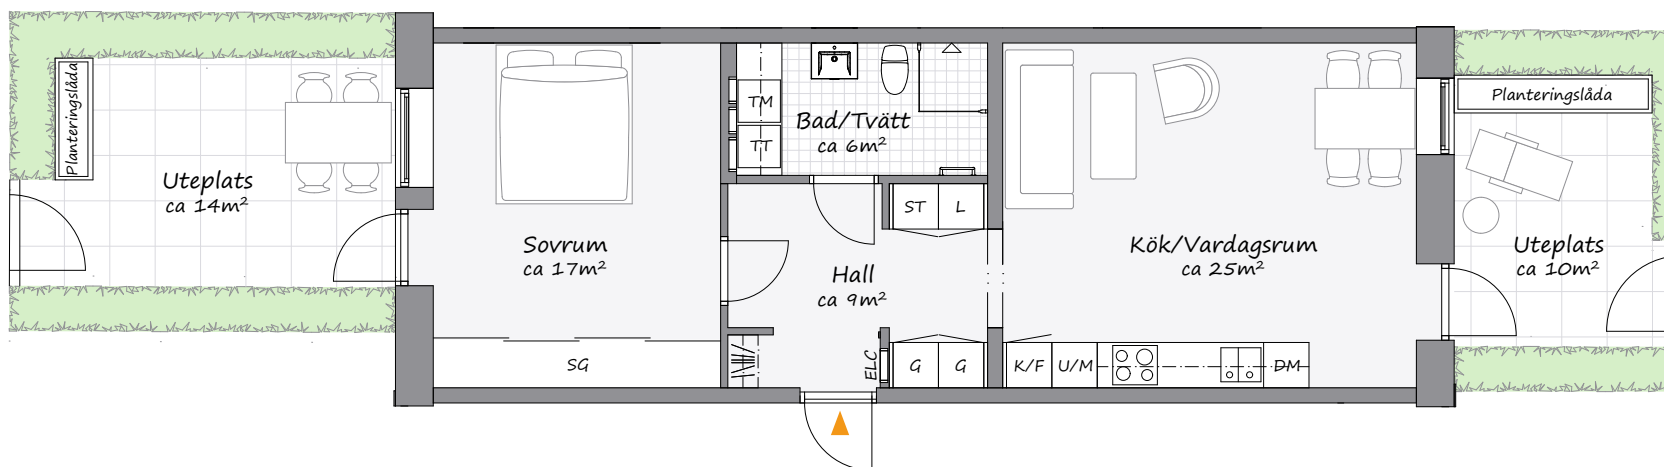 Planteringslåda
Uteplats
ca 14m²
Sovrum
ca 17m²
SG
TM
TT
Bad/Tvätt
ca 6m²
ST
L
Hall
ca 9m²
ELC
G
G
Kök/Vardagsrum
ca 25m²
K/F
U/M
DM
Planteringslåda
Uteplats
ca 10m²